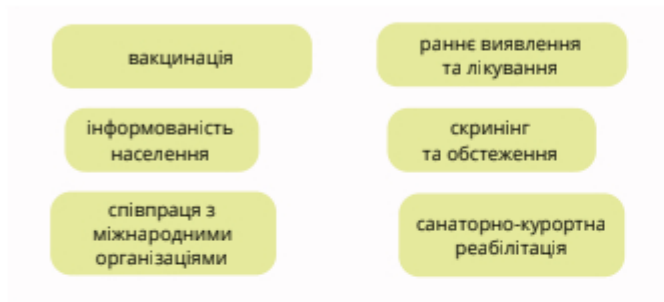 вакцинація
раннє виявлення
та лікування
інформованість
населення
скринінг
та обстеження
співпраця з
міжнародними
організаціями
санаторно-курортна
реабілітація